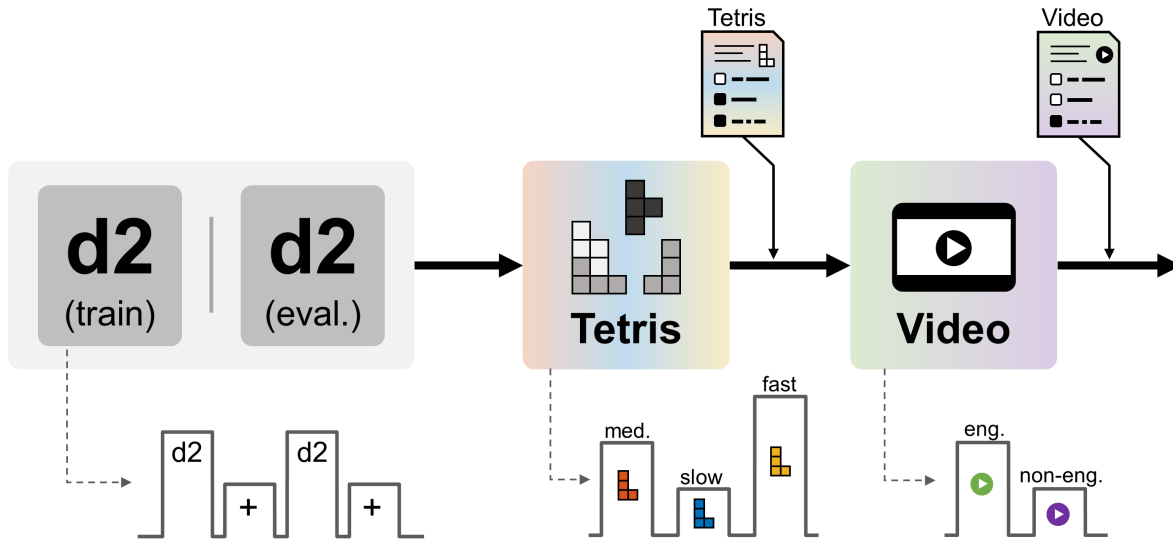 Tetris
Video
d2
(train)
d2
(eval.)
Tetris
Video
d2
+
d2
+
med.
slow
fast
eng.
non-eng.